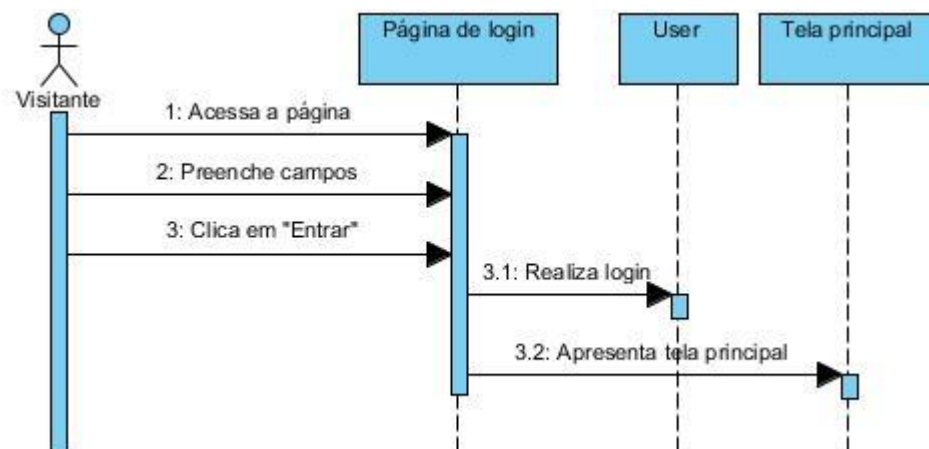 Página de login
User
Tela principal
Visitante
1: Acessa a página
2: Preenche campos
3: Clica em "Entrar"
3.1: Realiza login
3.2: Apresenta tela principal